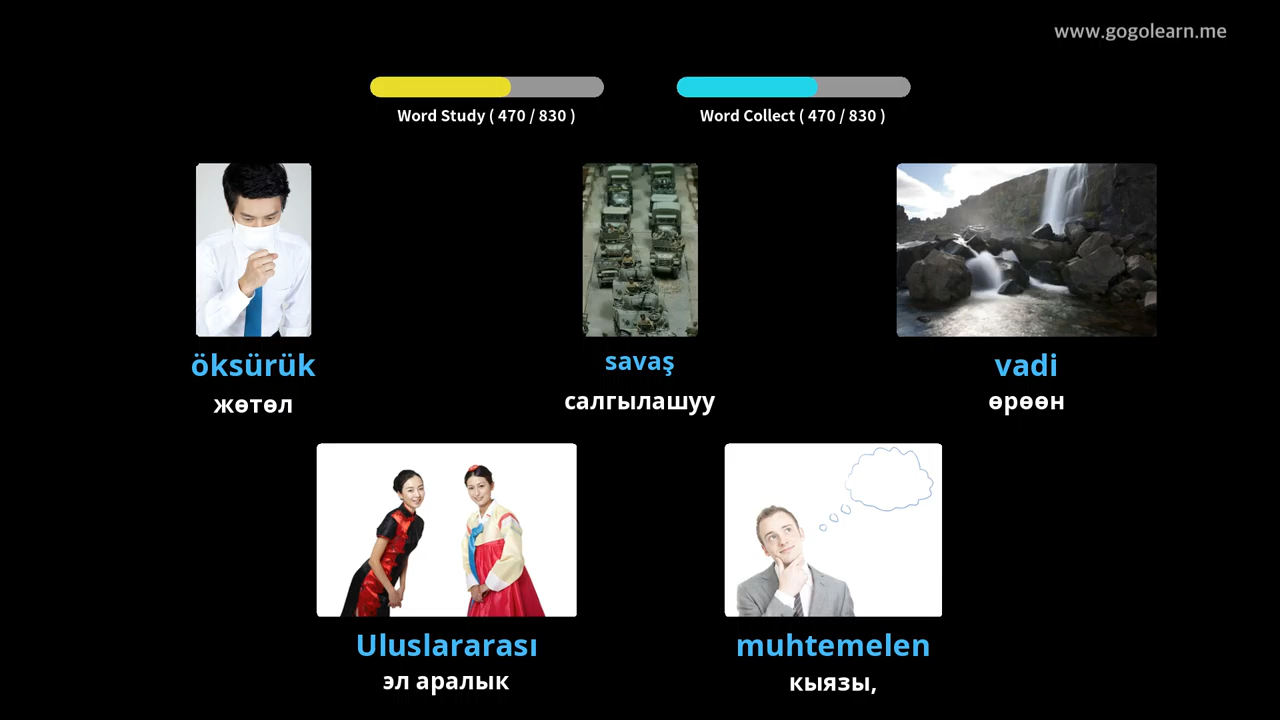 www.gogolearn.me
Word Study ( 470 / 830 )
Word Collect ( 470 / 830 )
öksürük
жөтөл
savaş
салгылашуу
vadi
өрөөн
Uluslararası
эл аралык
muhtemelen
кыязы,